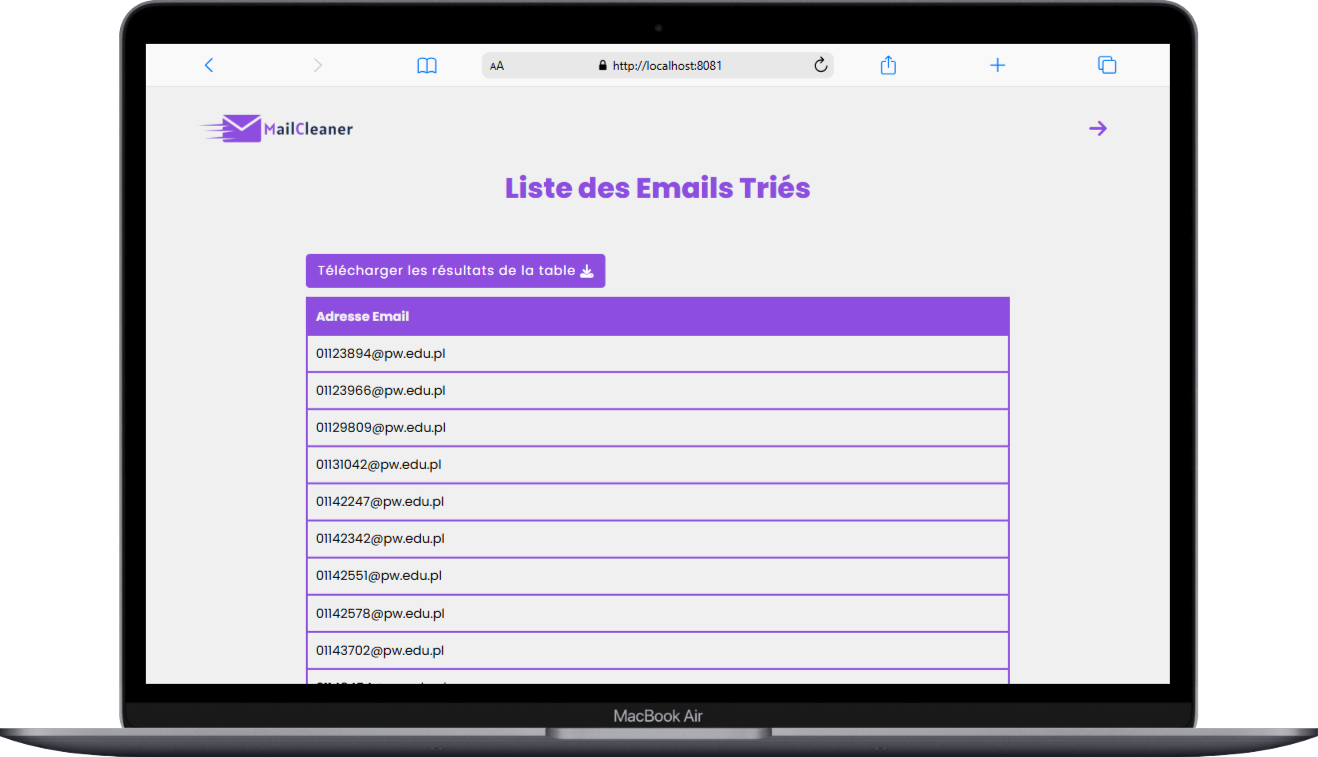 AA
http://localhost:8081
MailCleaner
Liste des Emails Triés
Télécharger les résultats de la table
Adresse Email
01123894@pw.edu.pl
01123966@pw.edu.pl
01129809@pw.edu.pl
01131042@pw.edu.pl
01142247@pw.edu.pl
01142342@pw.edu.pl
01142551@pw.edu.pl
01142578@pw.edu.pl
01143702@pw.edu.pl
MacBook Air